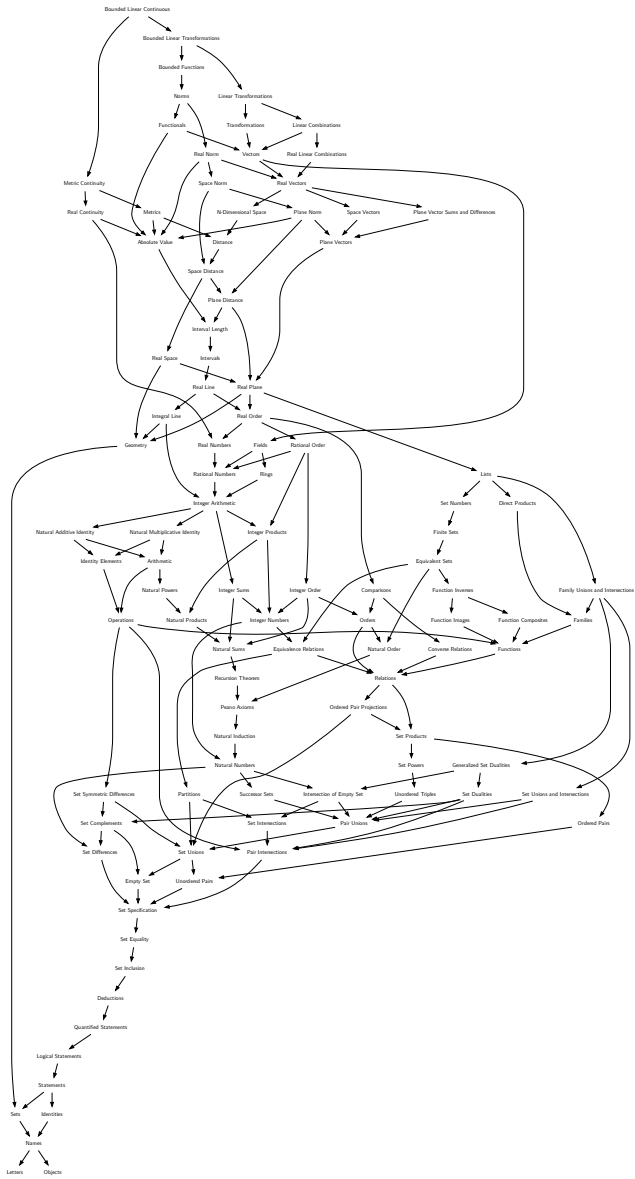 Bounded Linear Continuous
Bounded Linear Transformations
Bounded Functions
Norms
Linear Transformations
Functionals
Transformations
Linear Combinations
Real Norm
Vectors
Real Linear Combinations
Metric Continuity
Space Norm
Real Vectors
Real Continuity
Metrics
N-Dimensional Space
Plane Norm
Space Vectors
Plane Vector Sums and Differences
Absolute Value
Distance
Plane Vectors
Space Distance
Plane Distance
Interval Length
Real Space
Intervals
Real Line
Real Plane
Integral Line
Real Order
Geometry
Real Numbers
Fields
Rational Order
Rational Numbers
Rings
Lists
Integer Arithmetic
Set Numbers
Direct Products
Natural Additive Identity
Natural Multiplicative Identity
Integer Products
Finite Sets
Identity Elements
Arithmetic
Equivalent Sets
Natural Powers
Integer Sums
Integer Order
Comparisons
Function Inverses
Family Unions and Intersections
Operations
Natural Products
Integer Numbers
Orders
Function Images
Function Composites
Families
Natural Sums
Equivalence Relations
Natural Order
Converse Relations
Functions
Recursion Theorem
Relations
Peano Axioms
Ordered Pair Projections
Natural Induction
Set Products
Natural Numbers
Set Powers
Generalized Set Dualities
Set Symmetric Differences
Partitions
Successor Sets
Intersection of Empty Set
Unordered Triples
Set Dualities
Set Unions and Intersections
Set Complements
Set Intersections
Pair Unions
Ordered Pairs
Set Differences
Set Unions
Pair Intersections
Empty Set
Unordered Pairs
Set Specification
Set Equality
Set Inclusion
Deductions
Quantified Statements
Logical Statements
Statements
Sets
Identities
Names
Letters
Objects